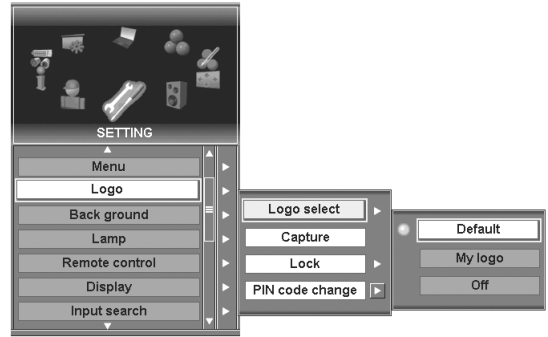 SETTING
Menu
Logo
Back ground
Lamp
Remote control
Display
Input search
Logo select
Capture
Lock
PIN code change
Default
My logo
Off